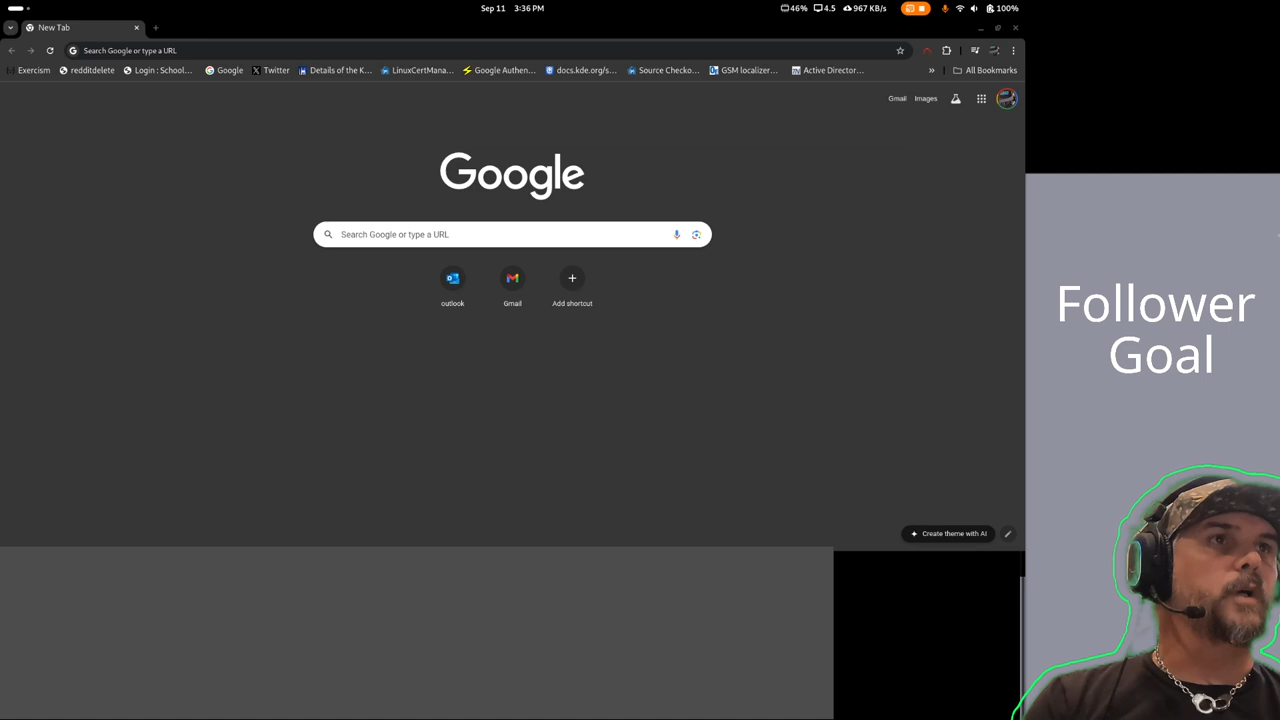 Sep 11 3:36 PM
46% 4.5 967 KB/s 100%
New Tab
Search Google or type a URL
Exercism redditdelete Login : School... Google Twitter Details of the K... LinuxCertMana... Google Authen... docs.kde.org/s... Source Checko... GSM localizer... Active Director... » All Bookmarks
Gmail Images
Google
Search Google or type a URL
outlook Gmail Add shortcut
Create theme with AI
Follower
Goal